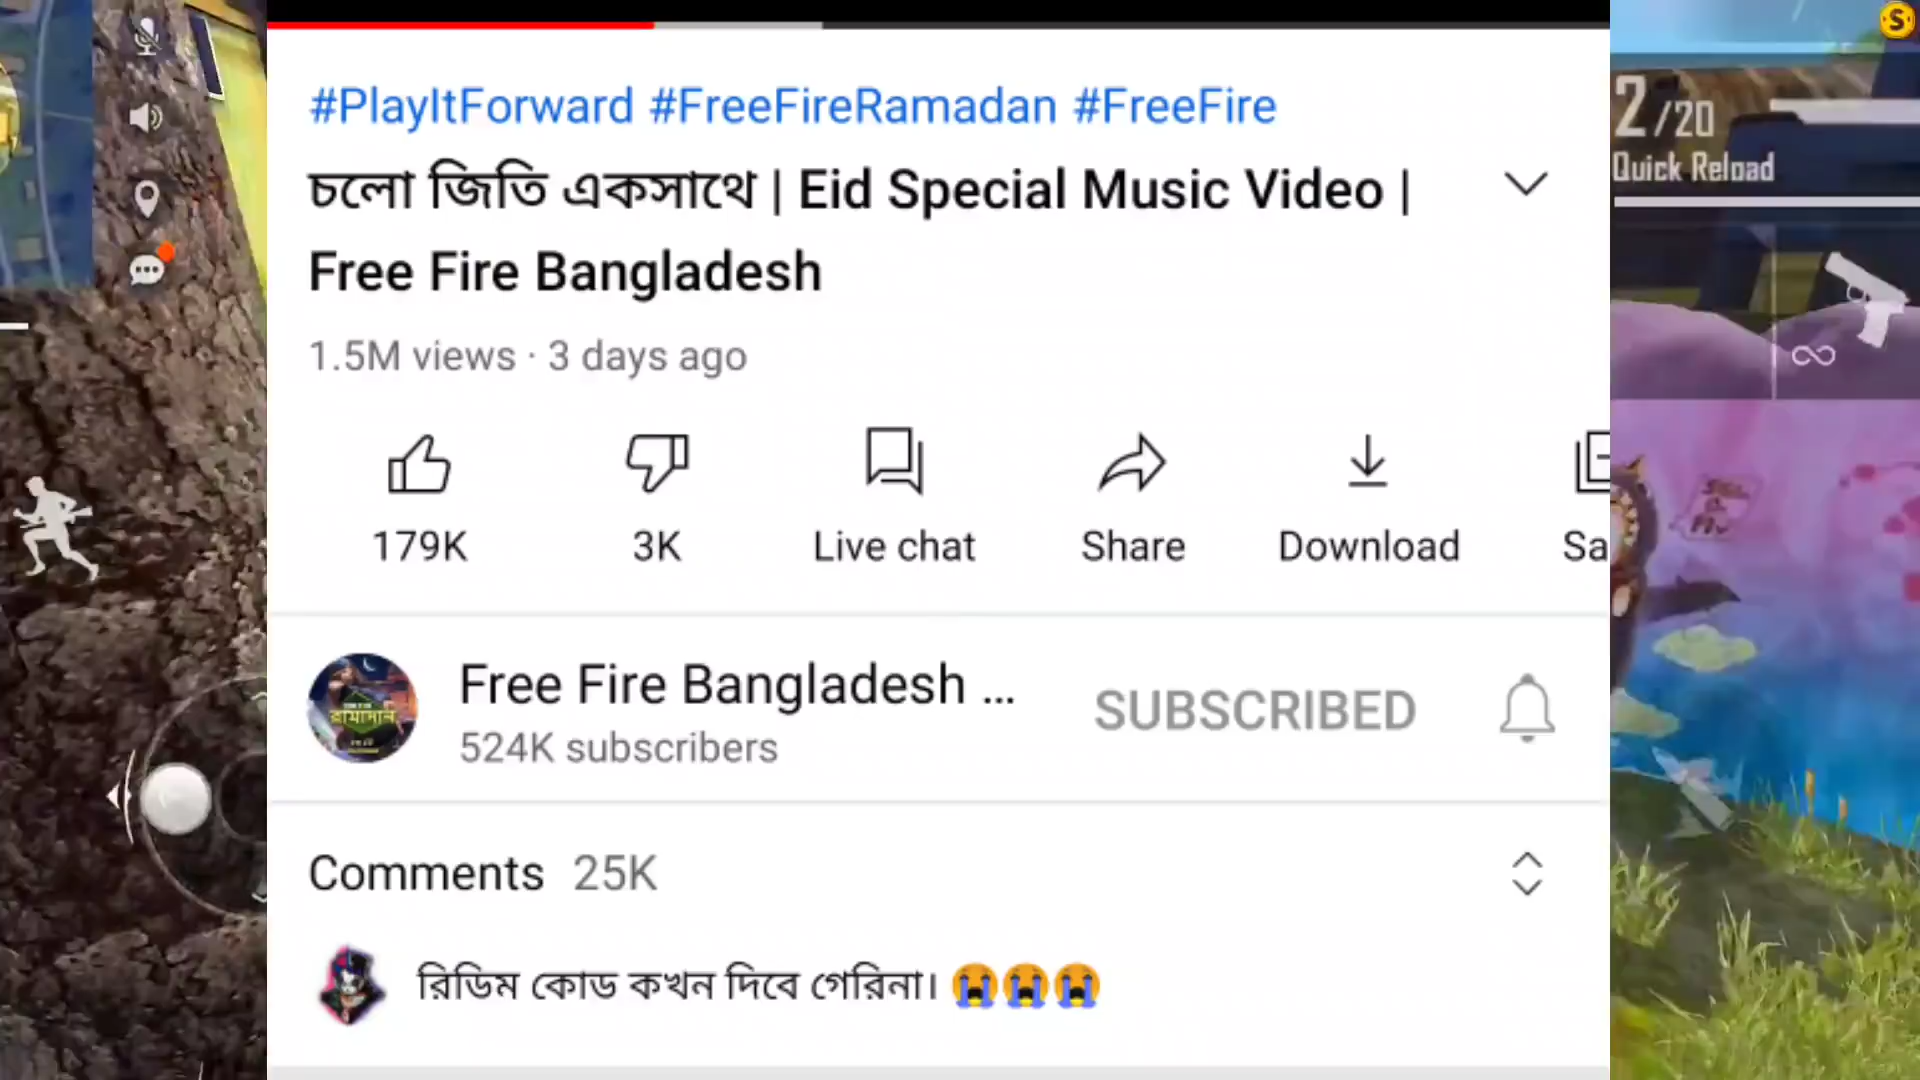 #PlayItForward #FreeFireRamadan #FreeFire
চলো জিতি একসাথে | Eid Special Music Video |
Free Fire Bangladesh
1.5M views · 3 days ago
179K
3K
Live chat
Share
Download
Sa
Free Fire Bangladesh ...
SUBSCRIBED
524K subscribers
রামাদান
Comments 25K
রিডিম কোড কখন দিবে গেরিনা। 😭😭😭
2/20
Quick Reload